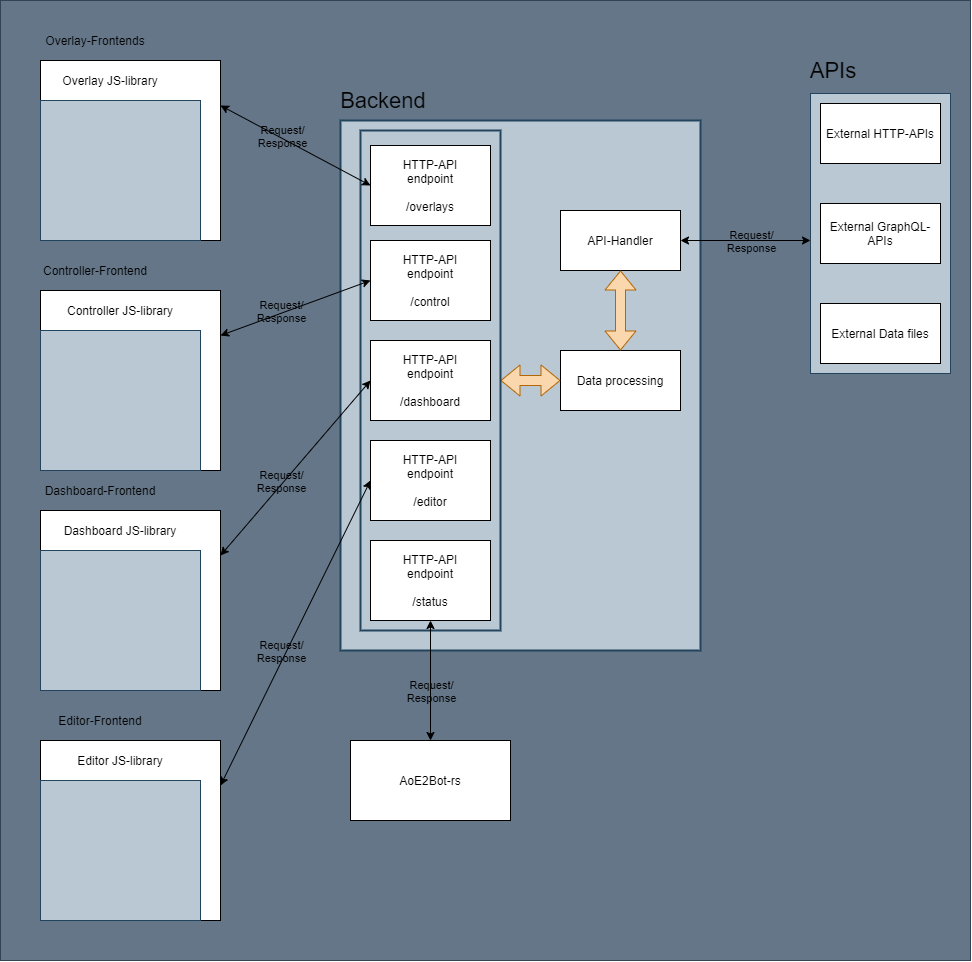 Overlay-Frontends
Overlay JS-library
Request/
Response
Controller-Frontend
Controller JS-library
Request/
Response
Dashboard-Frontend
Dashboard JS-library
Request/
Response
Editor-Frontend
Editor JS-library
Request/
Response
Backend
HTTP-API
endpoint
/overlays
HTTP-API
endpoint
/control
HTTP-API
endpoint
/dashboard
HTTP-API
endpoint
/editor
HTTP-API
endpoint
/status
Request/
Response
AoE2Bot-rs
API-Handler
Data processing
Request/
Response
APIs
External HTTP-APIs
External GraphQL-
APIs
External Data files